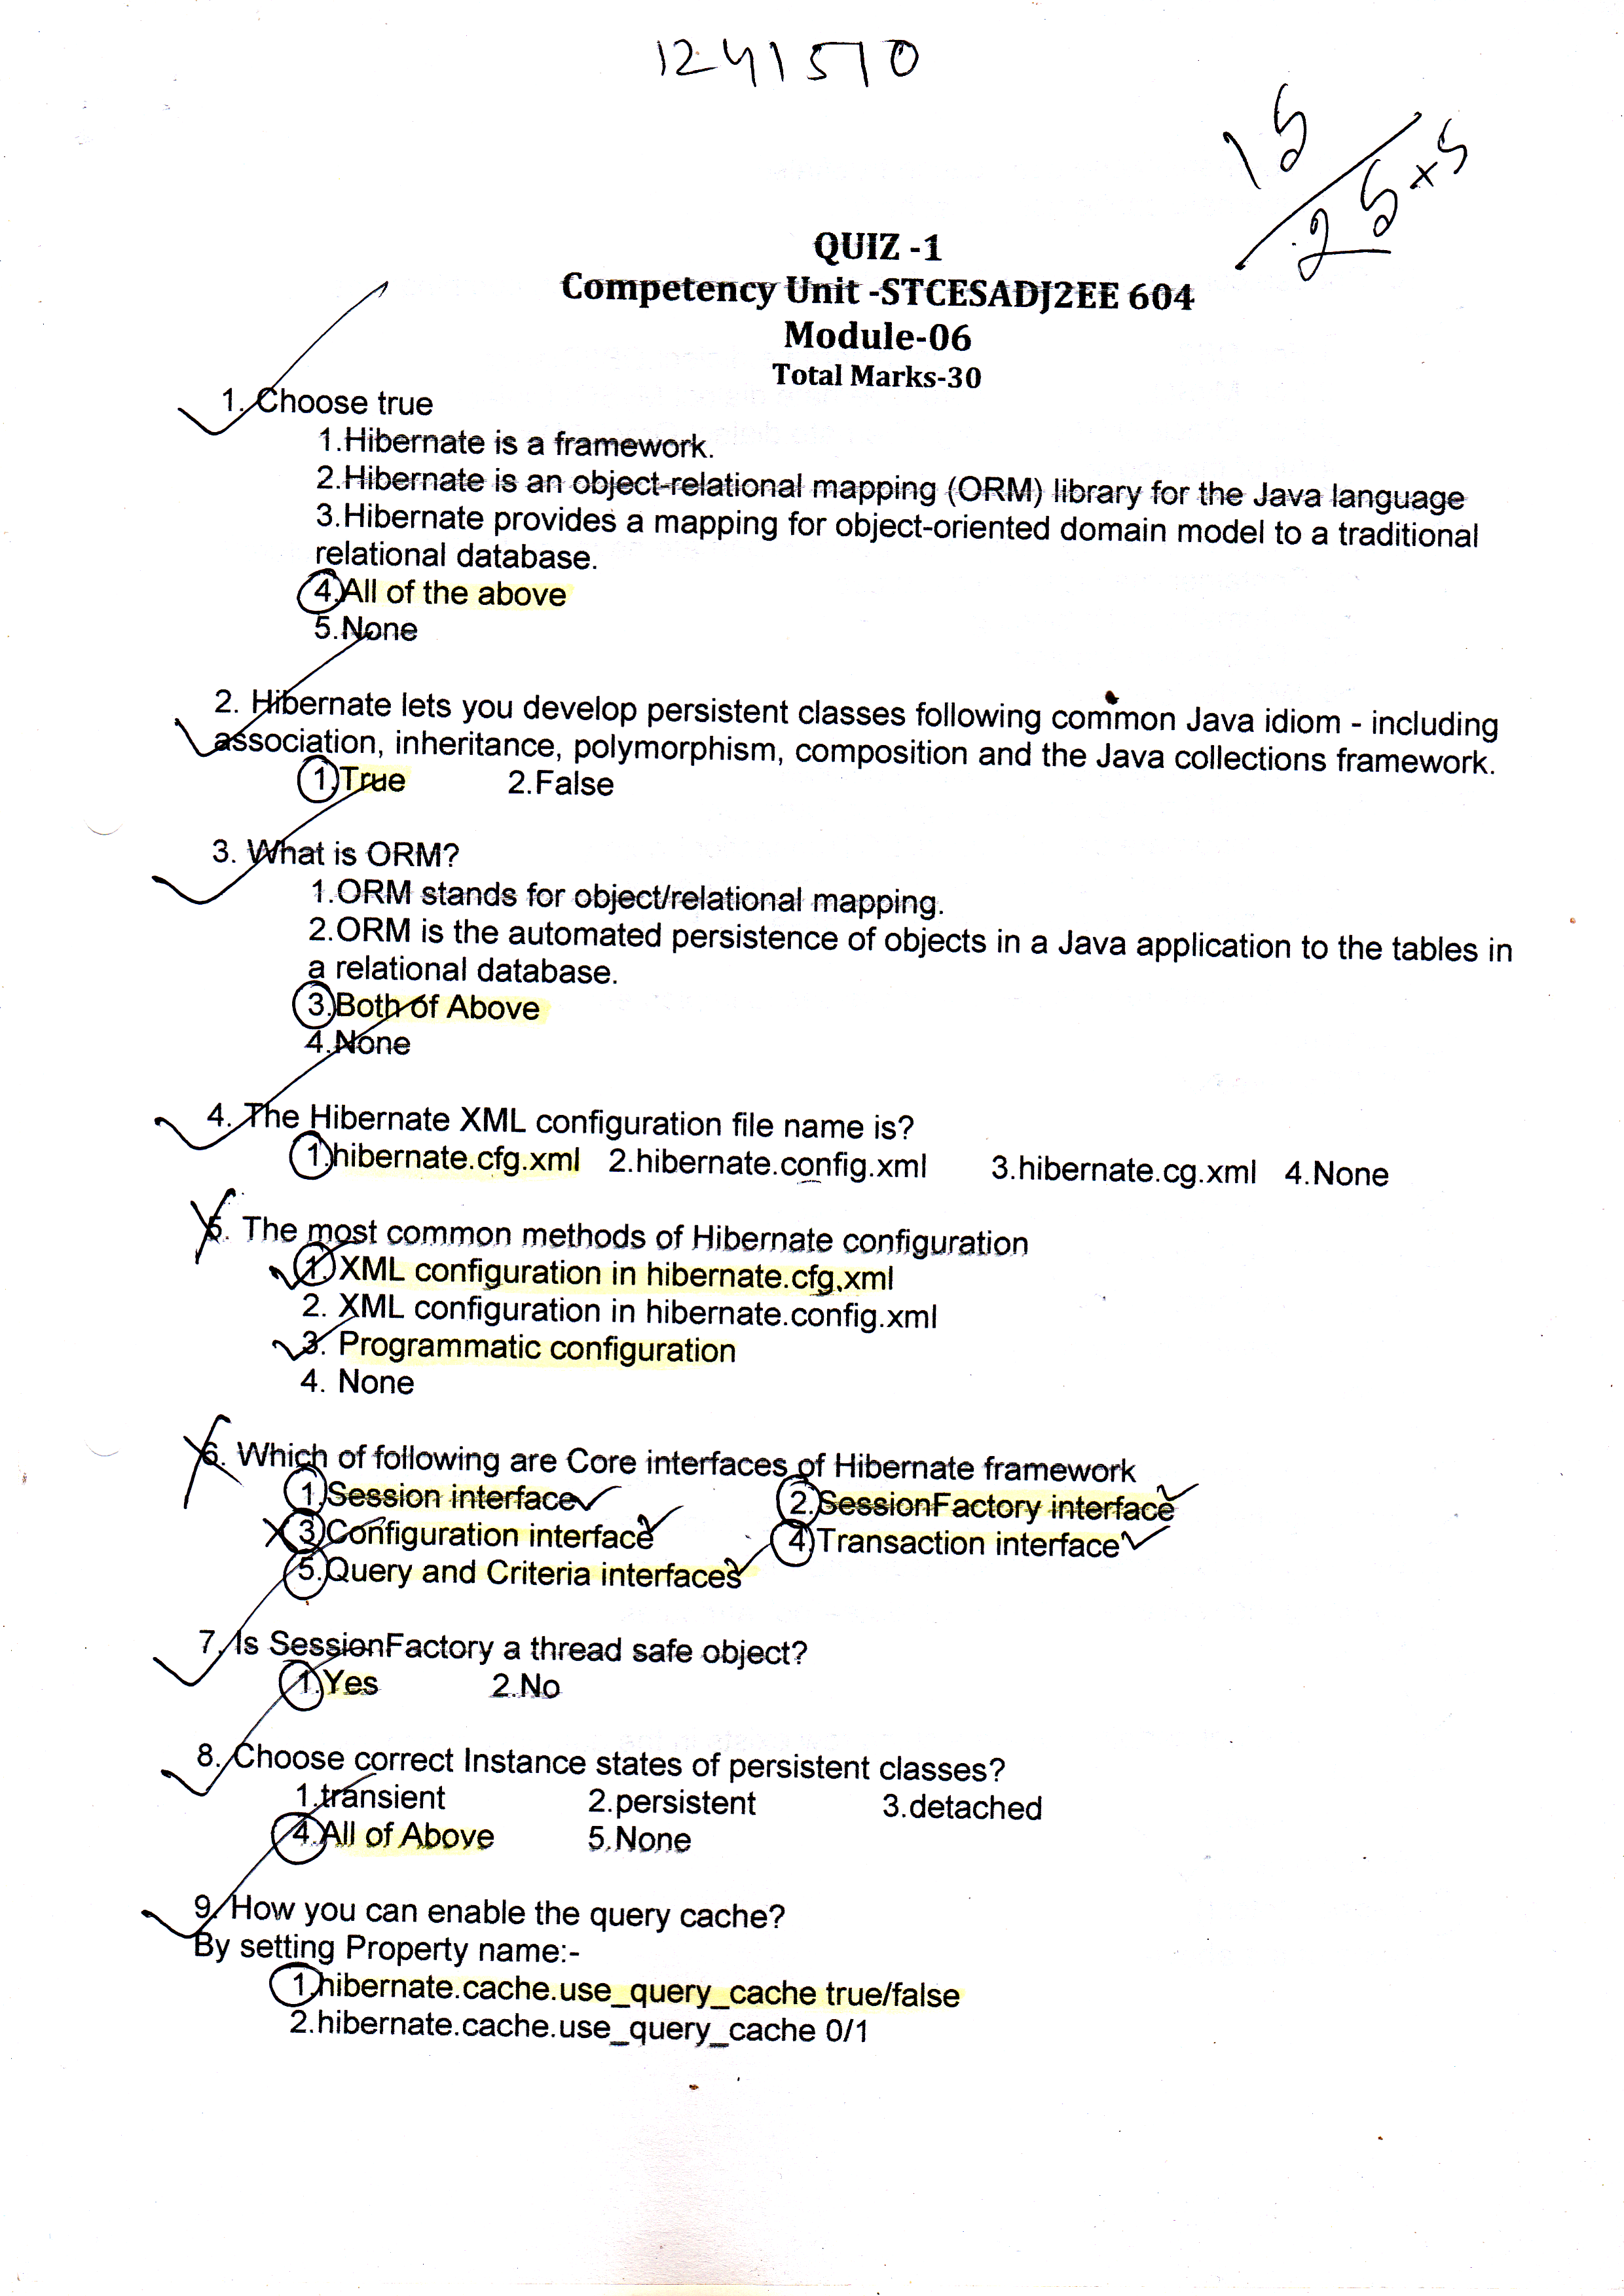 1241510
15
25 x5
QUIZ -1
Competency Unit -STCESADJ2EE 604
Module-06
Total Marks-30
1. Choose true
1.Hibernate is a framework.
2.Hibernate is an object-relational mapping (ORM) library for the Java language
3.Hibernate provides a mapping for object-oriented domain model to a traditional
relational database.
4.All of the above
5.None
2. Hibernate lets you develop persistent classes following common Java idiom - including
association, inheritance, polymorphism, composition and the Java collections framework.
1.True 2.False
3. What is ORM?
1.ORM stands for object/relational mapping.
2.ORM is the automated persistence of objects in a Java application to the tables in
a relational database.
3.Both of Above
4.None
4. The Hibernate XML configuration file name is?
1.hibernate.cfg.xml 2.hibernate.config.xml 3.hibernate.cg.xml 4.None
5. The most common methods of Hibernate configuration
1. XML configuration in hibernate.cfg.xml
2. XML configuration in hibernate.config.xml
3. Programmatic configuration
4. None
6. Which of following are Core interfaces of Hibernate framework
1.Session interface 2.SessionFactory interface
3.Configuration interface 4.Transaction interface
5.Query and Criteria interfaces
7. Is SessionFactory a thread safe object?
1.Yes 2.No
8. Choose correct Instance states of persistent classes?
1.transient 2.persistent 3.detached
4.All of Above 5.None
9. How you can enable the query cache?
By setting Property name:-
1.hibernate.cache.use_query_cache true/false
2.hibernate.cache.use_query_cache 0/1